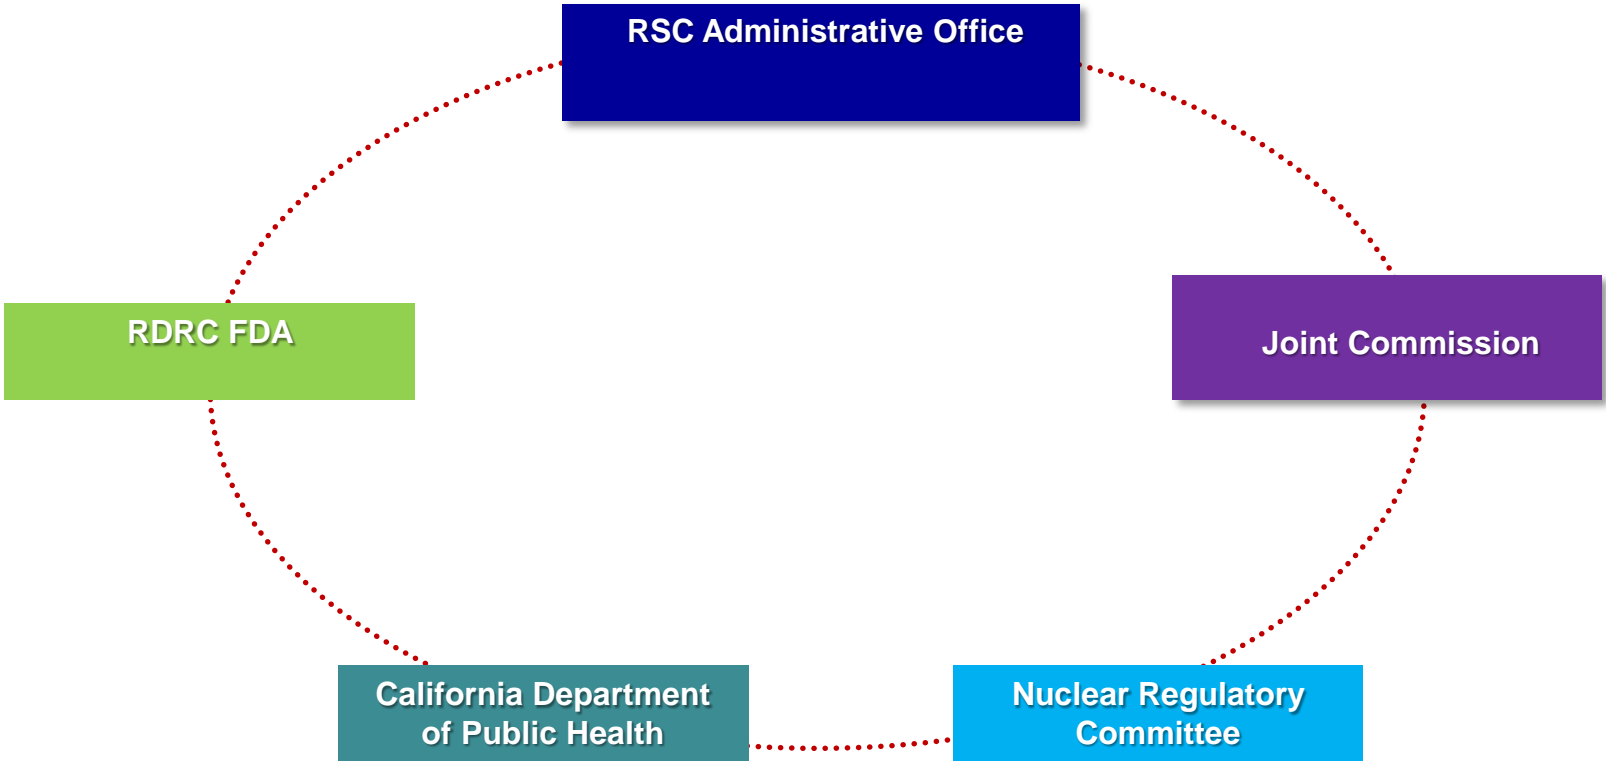 RSC Administrative Office
RDRC FDA
Joint Commission
California Department
of Public Health
Nuclear Regulatory
Committee